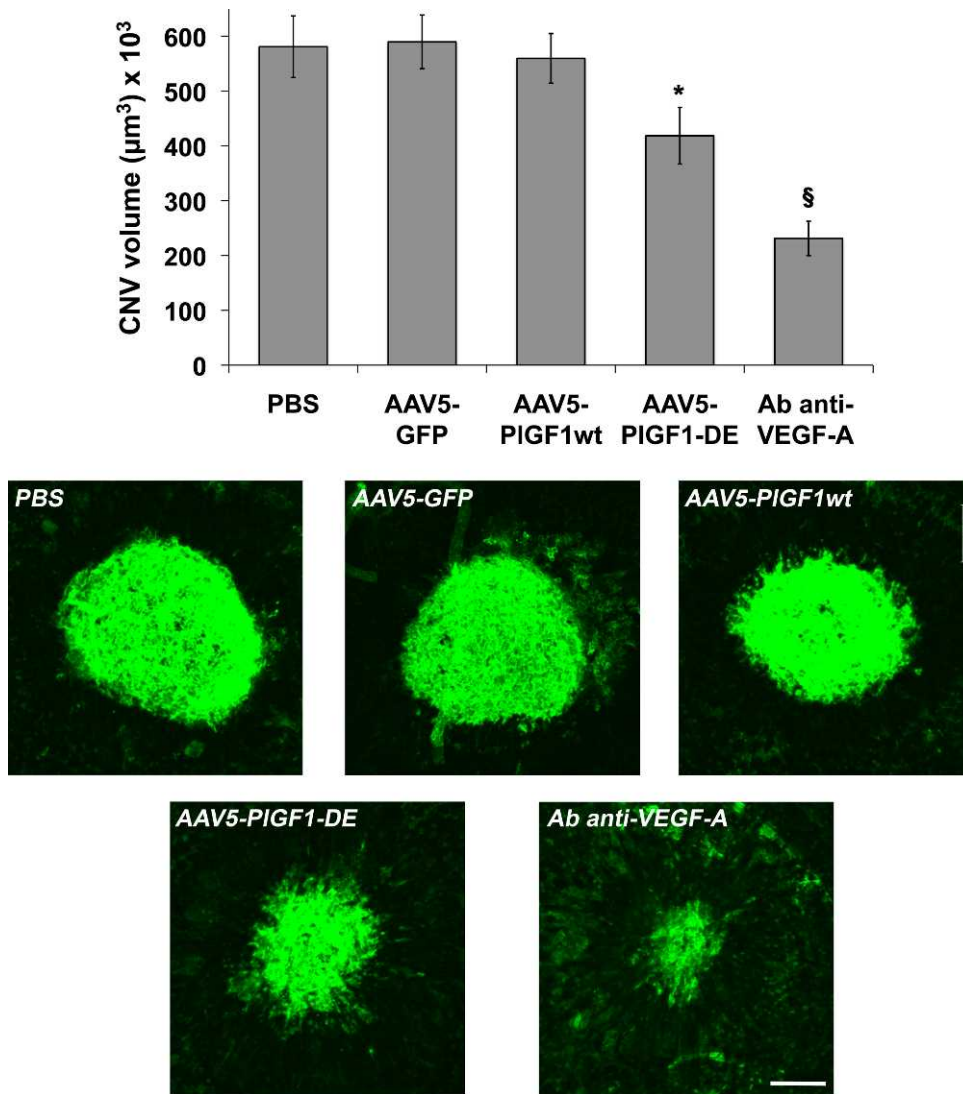 CNV volume (µm³) x 10³
600
500
400
300
200
100
0
*
§
PBS
AAV5-
GFP
AAV5-
PlGF1wt
AAV5-
PlGF1-DE
Ab anti-
VEGF-A
PBS
AAV5-GFP
AAV5-PlGF1wt
AAV5-PlGF1-DE
Ab anti-VEGF-A